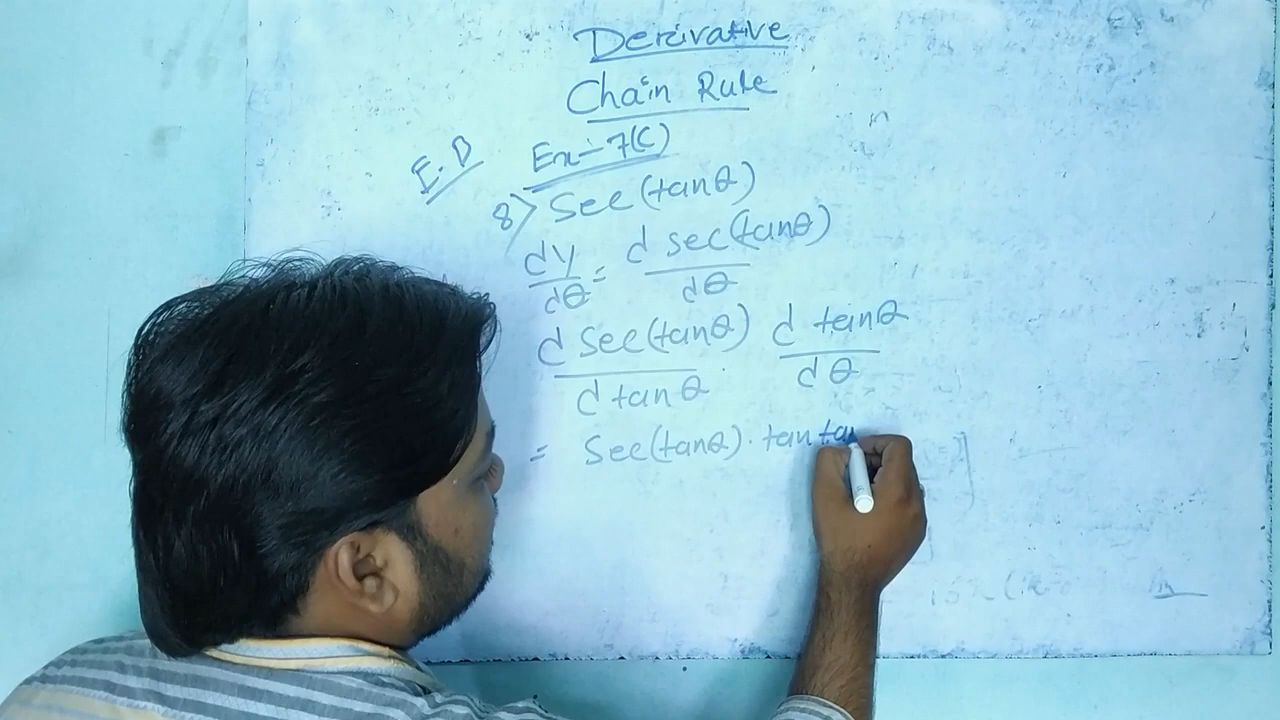 Derivative
Chain Rule
E.B Ex-7(C)
8> Sec(tanθ)
dy/dθ = d sec(tanθ)/dθ
d Sec(tanθ)/d tanθ . d tanθ/dθ
= Sec(tanθ). tan tan